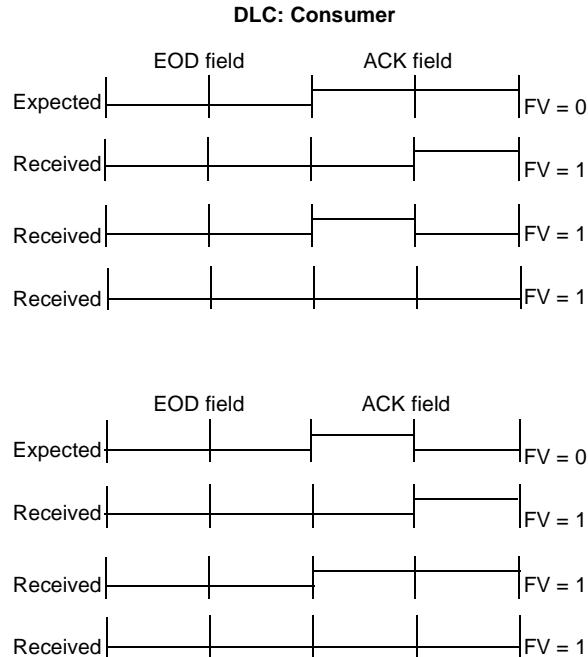 DLC: Consumer
EOD field ACK field
Expected FV = 0
Received FV = 1
Received FV = 1
Received FV = 1
EOD field ACK field
Expected FV = 0
Received FV = 1
Received FV = 1
Received FV = 1